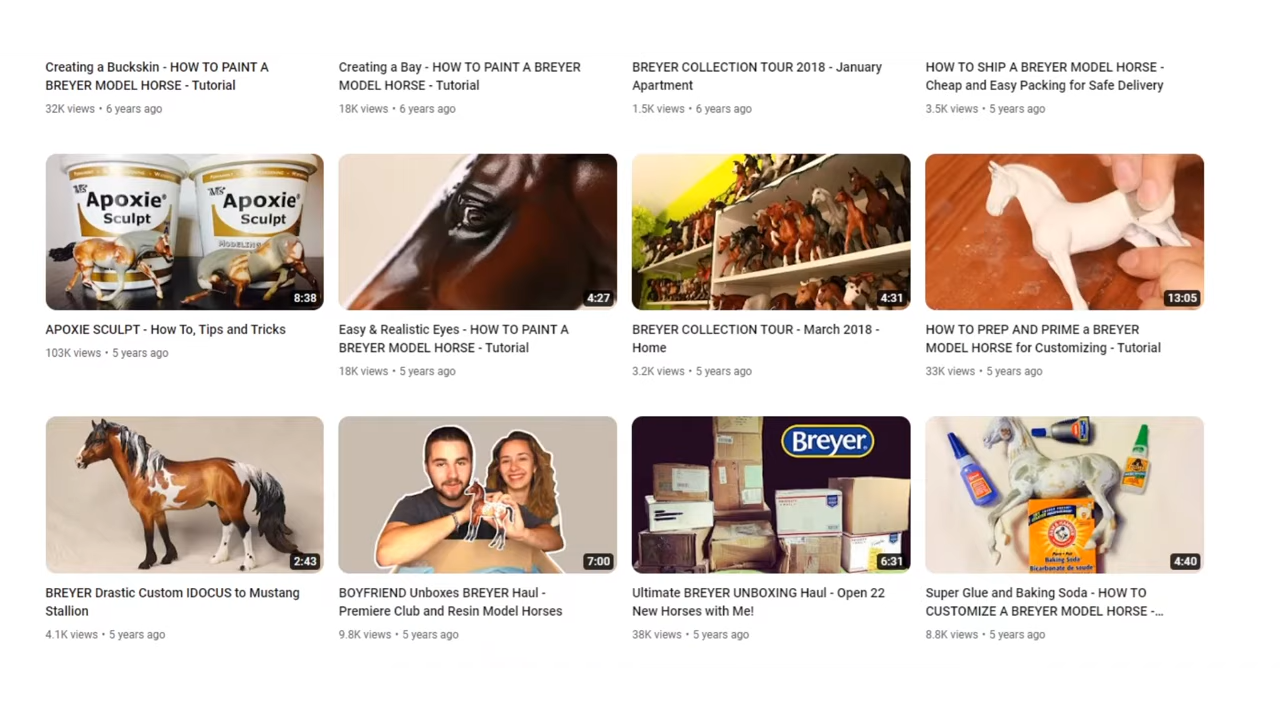 Creating a Buckskin - HOW TO PAINT A
BREYER MODEL HORSE - Tutorial
32K views • 6 years ago
Creating a Bay - HOW TO PAINT A BREYER
MODEL HORSE - Tutorial
18K views • 6 years ago
BREYER COLLECTION TOUR 2018 - January
Apartment
1.5K views • 6 years ago
HOW TO SHIP A BREYER MODEL HORSE -
Cheap and Easy Packing for Safe Delivery
3.5K views • 5 years ago
Apoxie®
Sculpt
Apoxie®
Sculpt
MODELING
8:38
4:27
4:31
13:05
APOXIE SCULPT - How To, Tips and Tricks
103K views • 5 years ago
Easy & Realistic Eyes - HOW TO PAINT A
BREYER MODEL HORSE - Tutorial
18K views • 5 years ago
BREYER COLLECTION TOUR - March 2018 -
Home
3.2K views • 5 years ago
HOW TO PREP AND PRIME a BREYER
MODEL HORSE for Customizing - Tutorial
33K views • 5 years ago
2:43
7:00
Breyer®
6:31
ARM & HAMMER
Baking Soda
Bicarbonate de soude
4:40
BREYER Drastic Custom IDOCUS to Mustang
Stallion
4.1K views • 5 years ago
BOYFRIEND Unboxes BREYER Haul -
Premiere Club and Resin Model Horses
9.8K views • 5 years ago
Ultimate BREYER UNBOXING Haul - Open 22
New Horses with Me!
38K views • 5 years ago
Super Glue and Baking Soda - HOW TO
CUSTOMIZE A BREYER MODEL HORSE -...
8.8K views • 5 years ago